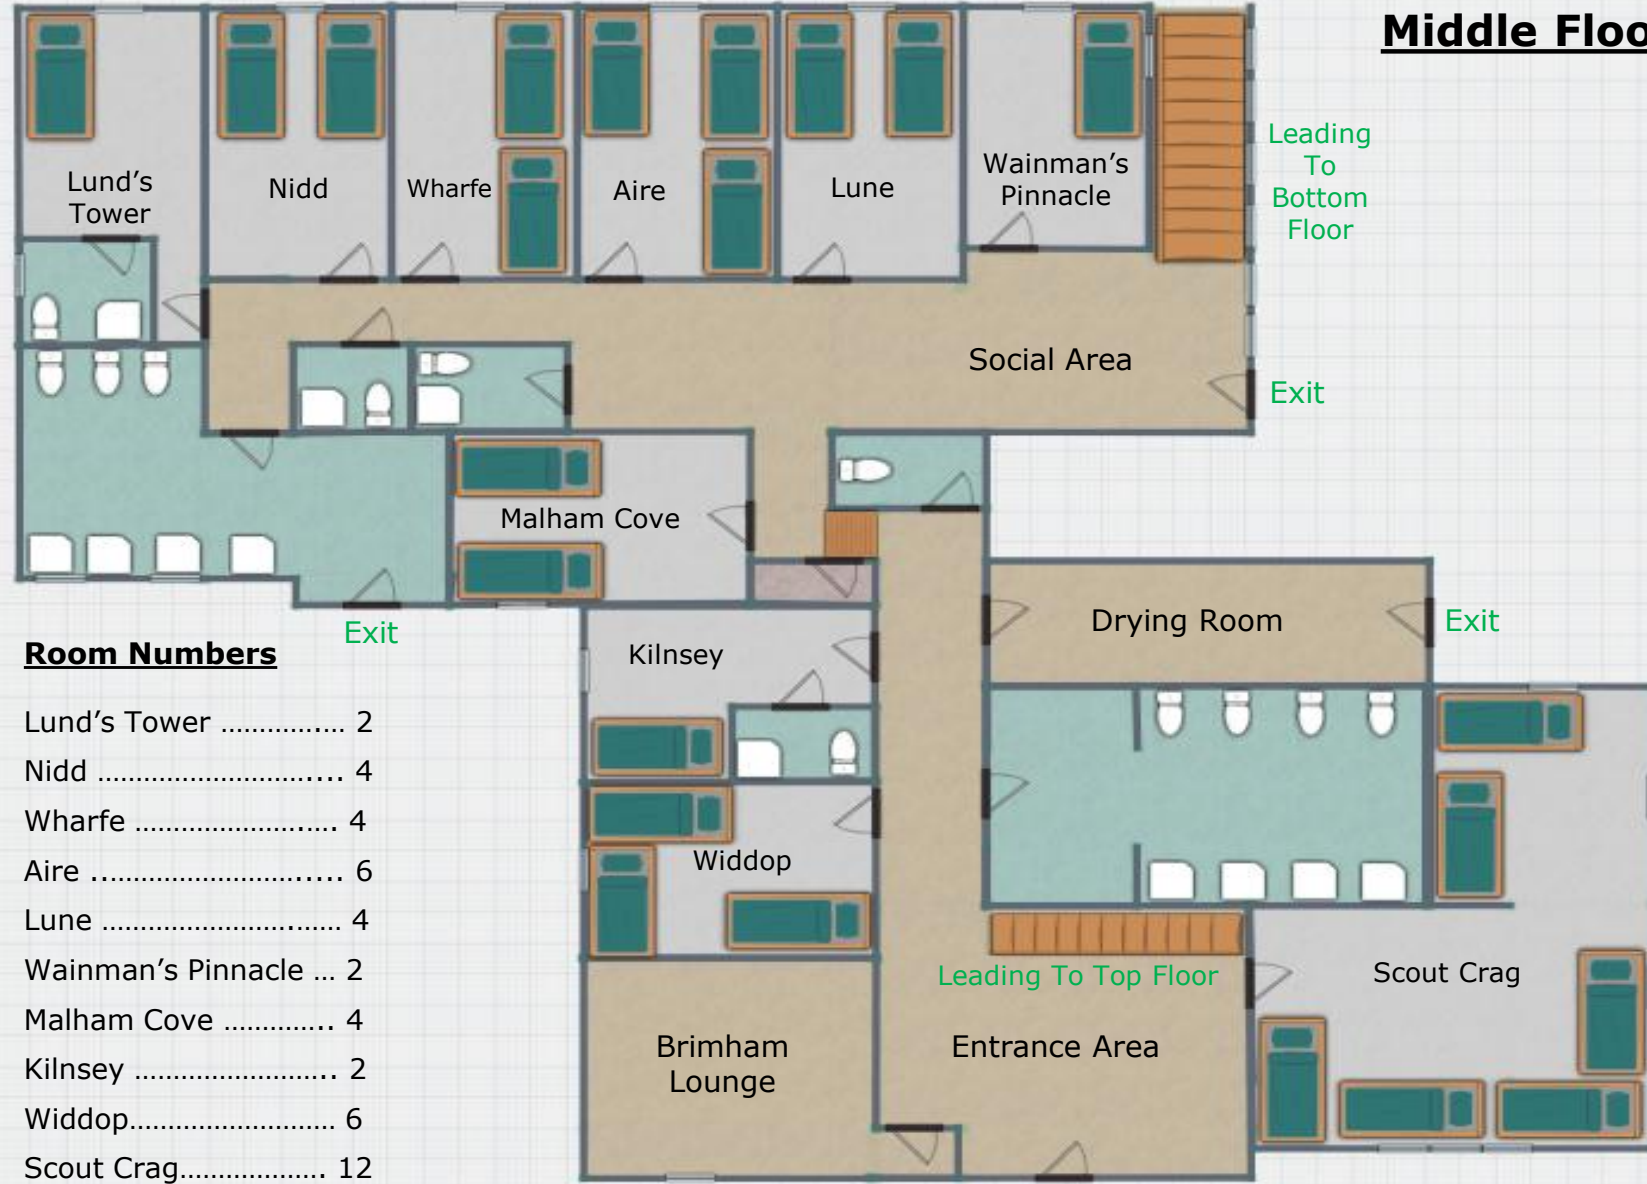 Middle Floo
Lund's
Tower
Nidd
Wharfe
Aire
Lune
Wainman's
Pinnacle
Leading
To
Bottom
Floor
Social Area
Exit
Malham Cove
Exit
Drying Room
Exit
Kilnsey
Widdop
Leading To Top Floor
Scout Crag
Brimham
Lounge
Entrance Area
Room Numbers
Lund's Tower ................ 2
Nidd ............................... 4
Wharfe .......................... 4
Aire ................................ 6
Lune ............................... 4
Wainman's Pinnacle ... 2
Malham Cove .............. 4
Kilnsey .......................... 2
Widdop........................... 6
Scout Crag................... 12